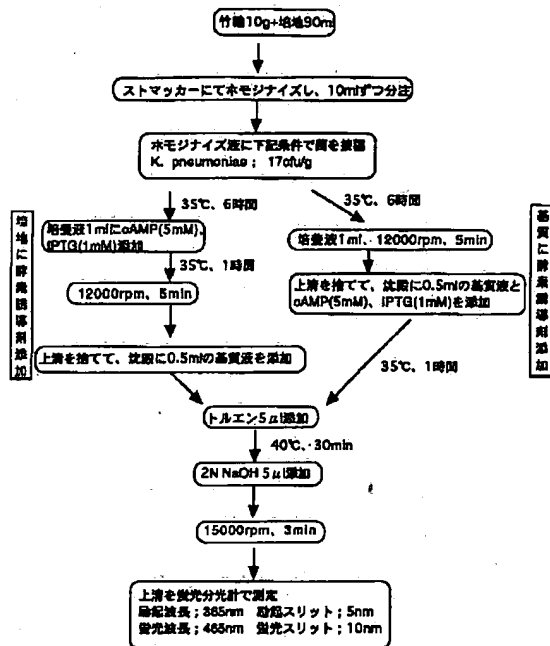 竹輪10g+培地90m
ストマッカーにてホモジナイズし、10mlずつ分注
ホモジナイズ液に下記条件で菌を接種
K. pneumoniae； 17cfu/g
35℃、6時間
35℃、6時間
培地に酵素誘導剤添加
培養液1mlにcAMP(5mM)、
IPTG(1mM)添加
35℃、1時間
12000rpm、5min
上清を捨てて、沈殿に0.5mlの基質液を添加
培養液1ml、12000rpm、5min
上清を捨てて、沈殿に0.5mlの基質液と
cAMP(5mM)、IPTG(1mM)を添加
35℃、1時間
基質に酵素誘導剤添加
トルエン5μl添加
40℃、30min
2N NaOH 5μl添加
15000rpm、3min
上清を蛍光分光計で測定
励起波長；365nm 励起スリット；5nm
蛍光波長；465nm 蛍光スリット；10nm